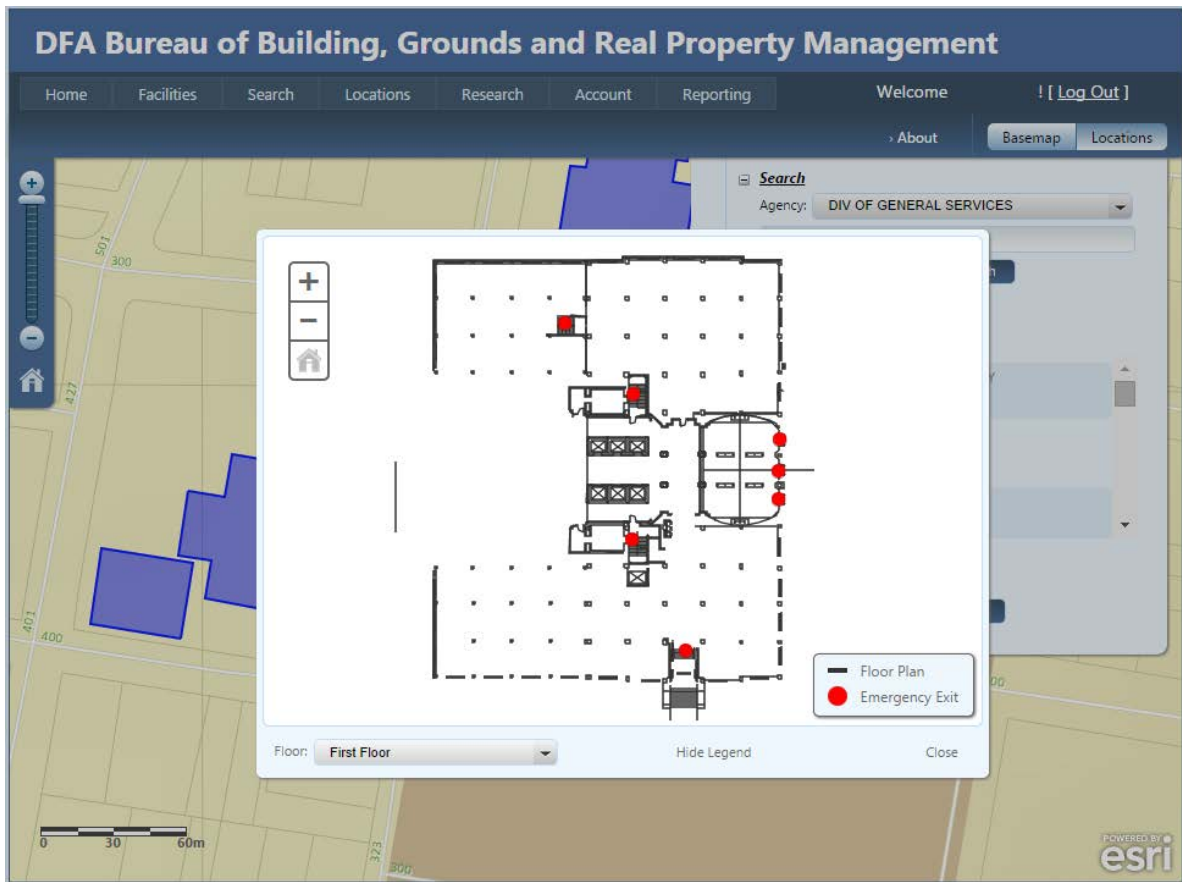 DFA Bureau of Building, Grounds and Real Property Management
Home Facilities Search Locations Research Account Reporting Welcome ! [ Log Out ]
› About Basemap Locations
Search
Agency: DIV OF GENERAL SERVICES
501
300
427
401
400
Floor Plan
Emergency Exit
Floor: First Floor Hide Legend Close
0 30 60m
323
300
POWERED BY
esri